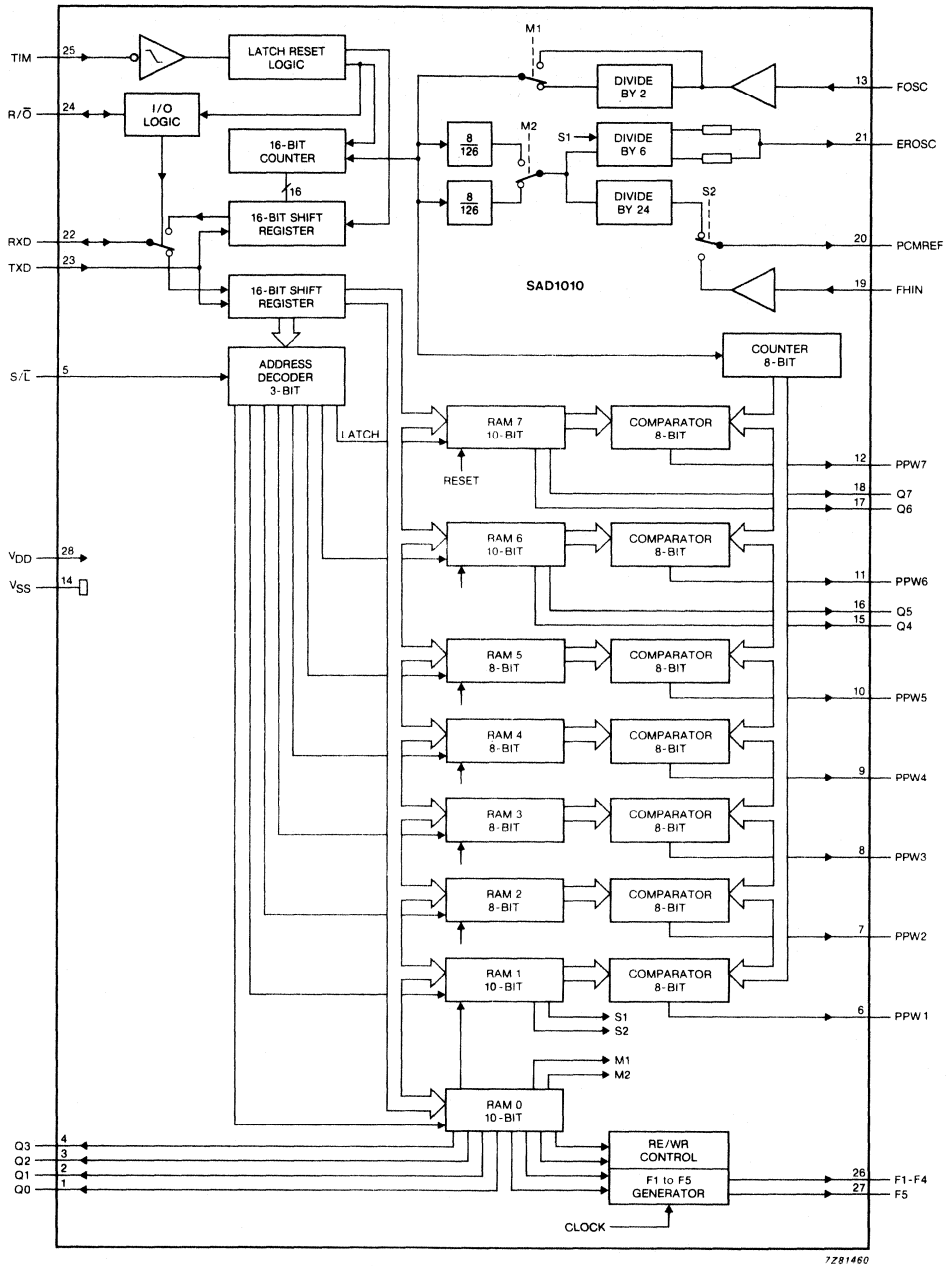 M1
TIM 25
LATCH RESET LOGIC
DIVIDE BY 2
13 FOSC
R/O̅ 24
I/O LOGIC
16-BIT COUNTER
8/126
M2
S1
DIVIDE BY 6
21 EROSC
16
8/126
DIVIDE BY 24
S2
16-BIT SHIFT REGISTER
RXD 22
20 PCMREF
TXD 23
16-BIT SHIFT REGISTER
SAD1010
19 FHIN
S/L̅ 5
ADDRESS DECODER 3-BIT
COUNTER 8-BIT
LATCH
RAM 7 10-BIT
COMPARATOR 8-BIT
12 PPW7
RESET
18 Q7
17 Q6
RAM 6 10-BIT
COMPARATOR 8-BIT
VDD 28
VSS 14
11 PPW6
16 Q5
15 Q4
RAM 5 8-BIT
COMPARATOR 8-BIT
10 PPW5
RAM 4 8-BIT
COMPARATOR 8-BIT
9 PPW4
RAM 3 8-BIT
COMPARATOR 8-BIT
8 PPW3
RAM 2 8-BIT
COMPARATOR 8-BIT
7 PPW2
RAM 1 10-BIT
COMPARATOR 8-BIT
6 PPW1
S1
S2
M1
M2
RAM 0 10-BIT
Q3 4
Q2 3
Q1 2
Q0 1
RE/WR CONTROL
F1 to F5 GENERATOR
26 F1-F4
27 F5
CLOCK
7Z81460